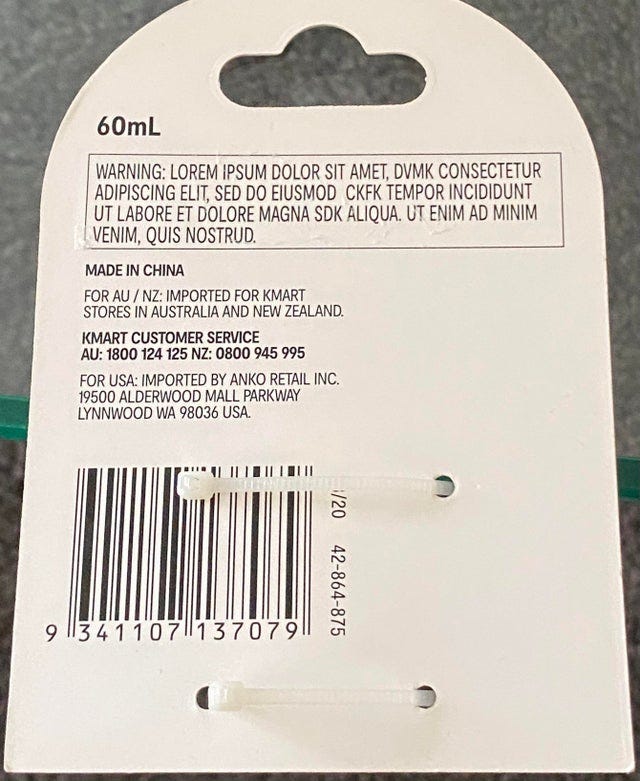 60mL
WARNING: LOREM IPSUM DOLOR SIT AMET, DVMK CONSECTETUR
ADIPISCING ELIT, SED DO EIUSMOD CKFK TEMPOR INCIDIDUNT
UT LABORE ET DOLORE MAGNA SDK ALIQUA. UT ENIM AD MINIM
VENIM, QUIS NOSTRUD.
MADE IN CHINA
FOR AU / NZ: IMPORTED FOR KMART
STORES IN AUSTRALIA AND NEW ZEALAND.
KMART CUSTOMER SERVICE
AU: 1800 124 125 NZ: 0800 945 995
FOR USA: IMPORTED BY ANKO RETAIL INC.
19500 ALDERWOOD MALL PARKWAY
LYNNWOOD WA 98036 USA.
/20 42-864-875
9 341107 137079